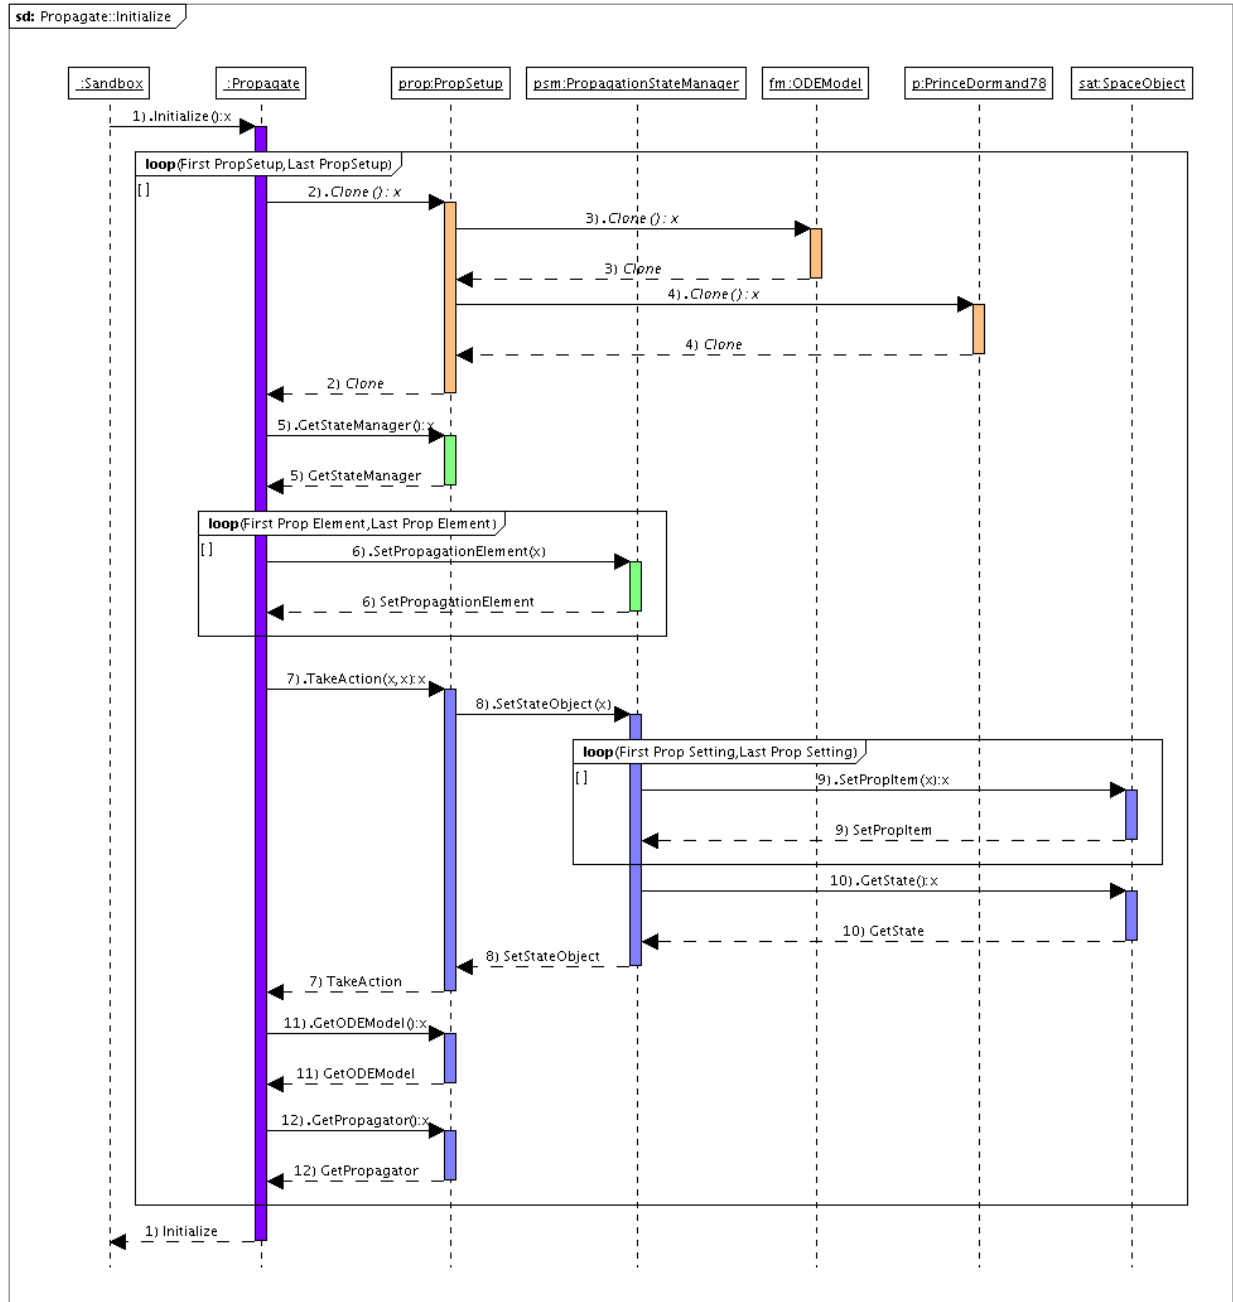 sd: Propagate::Initialize
:Sandbox
:Propagate
prop:PropSetup
psm:PropagationStateManager
fm:ODEModel
p:PrinceDormand78
sat:SpaceObject
1).Initialize():x
loop(First PropSetup,Last PropSetup)
[ ]
2).Clone(): x
3).Clone(): x
3) Clone
4).Clone(): x
4) Clone
2) Clone
5).GetStateManager():x
5) GetStateManager
loop(First Prop Element,Last Prop Element)
[ ]
6).SetPropagationElement(x)
6) SetPropagationElement
7).TakeAction(x,x):x
8).SetStateObject(x)
loop(First Prop Setting,Last Prop Setting)
[ ]
9).SetPropItem(x):x
9) SetPropItem
10).GetState():x
10) GetState
8) SetStateObject
7) TakeAction
11).GetODEModel():x
11) GetODEModel
12).GetPropagator():x
12) GetPropagator
1) Initialize